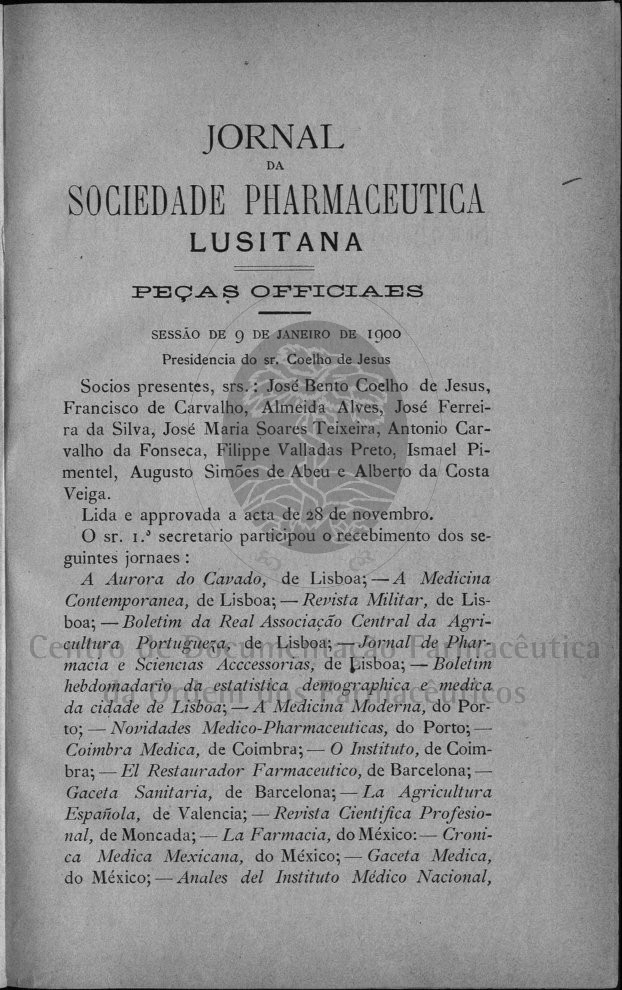 JORNAL
DA
SOCIEDADE PHARMACEUTICA
LUSITANA
PEÇAS OFFICIAES
SESSÃO DE 9 DE JANEIRO DE 1900
Presidencia do sr. Coelho de Jesus
Socios presentes, srs.: José Bento Coelho de Jesus,
Francisco de Carvalho, Almeida Alves, José Ferrei-
ra da Silva, José Maria Soares Teixeira, Antonio Car-
valho da Fonseca, Filippe Valladas Preto, Ismael Pi-
mentel, Augusto Simões de Abeu e Alberto da Costa
Veiga.
Lida e approvada a acta de 28 de novembro.
O sr. 1.º secretario participou o recebimento dos se-
guintes jornaes:
A Aurora do Cavado, de Lisboa; — A Medicina
Contemporanea, de Lisboa; — Revista Militar, de Lis-
boa; — Boletim da Real Associação Central da Agri-
cultura Portugueza, de Lisboa; — Jornal de Phar-
macia e Sciencias Acccessorias, de Lisboa; — Boletim
hebdomadario da estatistica demographica e medica
da cidade de Lisboa; — A Medicina Moderna, do Por-
to; — Novidades Medico-Pharmaceuticas, do Porto; —
Coimbra Medica, de Coimbra; — O Instituto, de Coim-
bra; — El Restaurador Farmaceutico, de Barcelona; —
Gaceta Sanitaria, de Barcelona; — La Agricultura
Española, de Valencia; — Revista Cientifica Profesio-
nal, de Moncada; — La Farmacia, do México: — Croni-
ca Medica Mexicana, do México; — Gaceta Medica,
do México; — Anales del Instituto Médico Nacional,
Centro de Documentação Farmacêutica
da Ordem dos Farmacêuticos